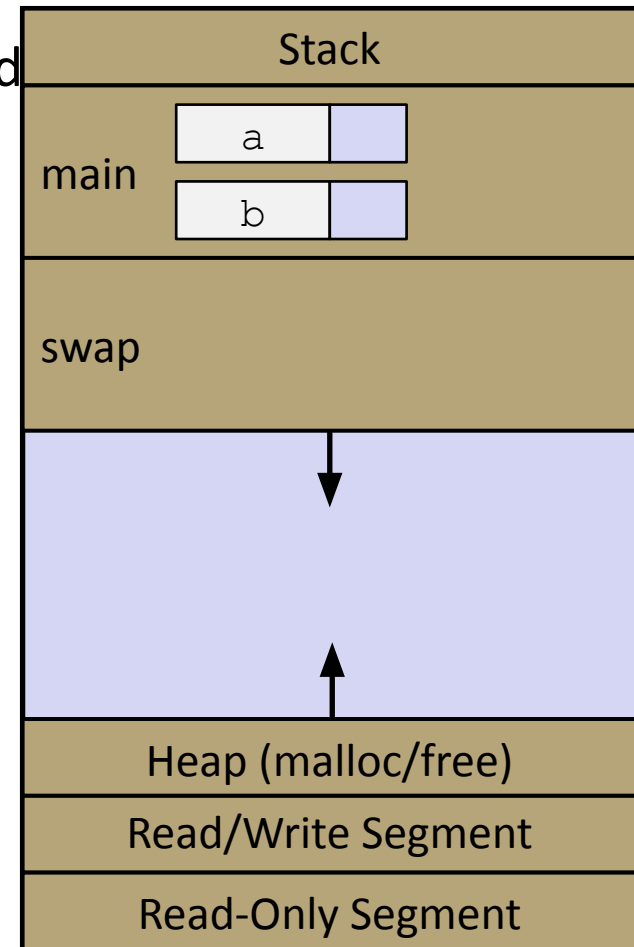 Stack
main
a
b
swap
Heap (malloc/free)
Read/Write Segment
Read-Only Segment